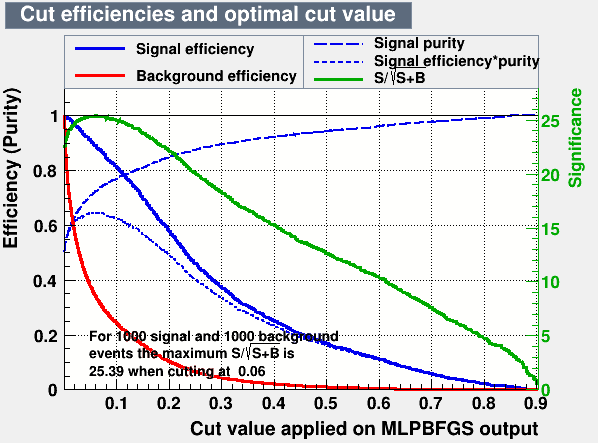 Cut efficiencies and optimal cut value
Signal efficiency
Background efficiency
Signal purity
Signal efficiency*purity
S/√S+B
Efficiency (Purity)
1
0.8
0.6
0.4
0.2
0
For 1000 signal and 1000 background
events the maximum S/√S+B is
25.39 when cutting at 0.06
25
20
15
10
5
0
Significance
0.1 0.2 0.3 0.4 0.5 0.6 0.7 0.8 0.9
Cut value applied on MLPBFGS output